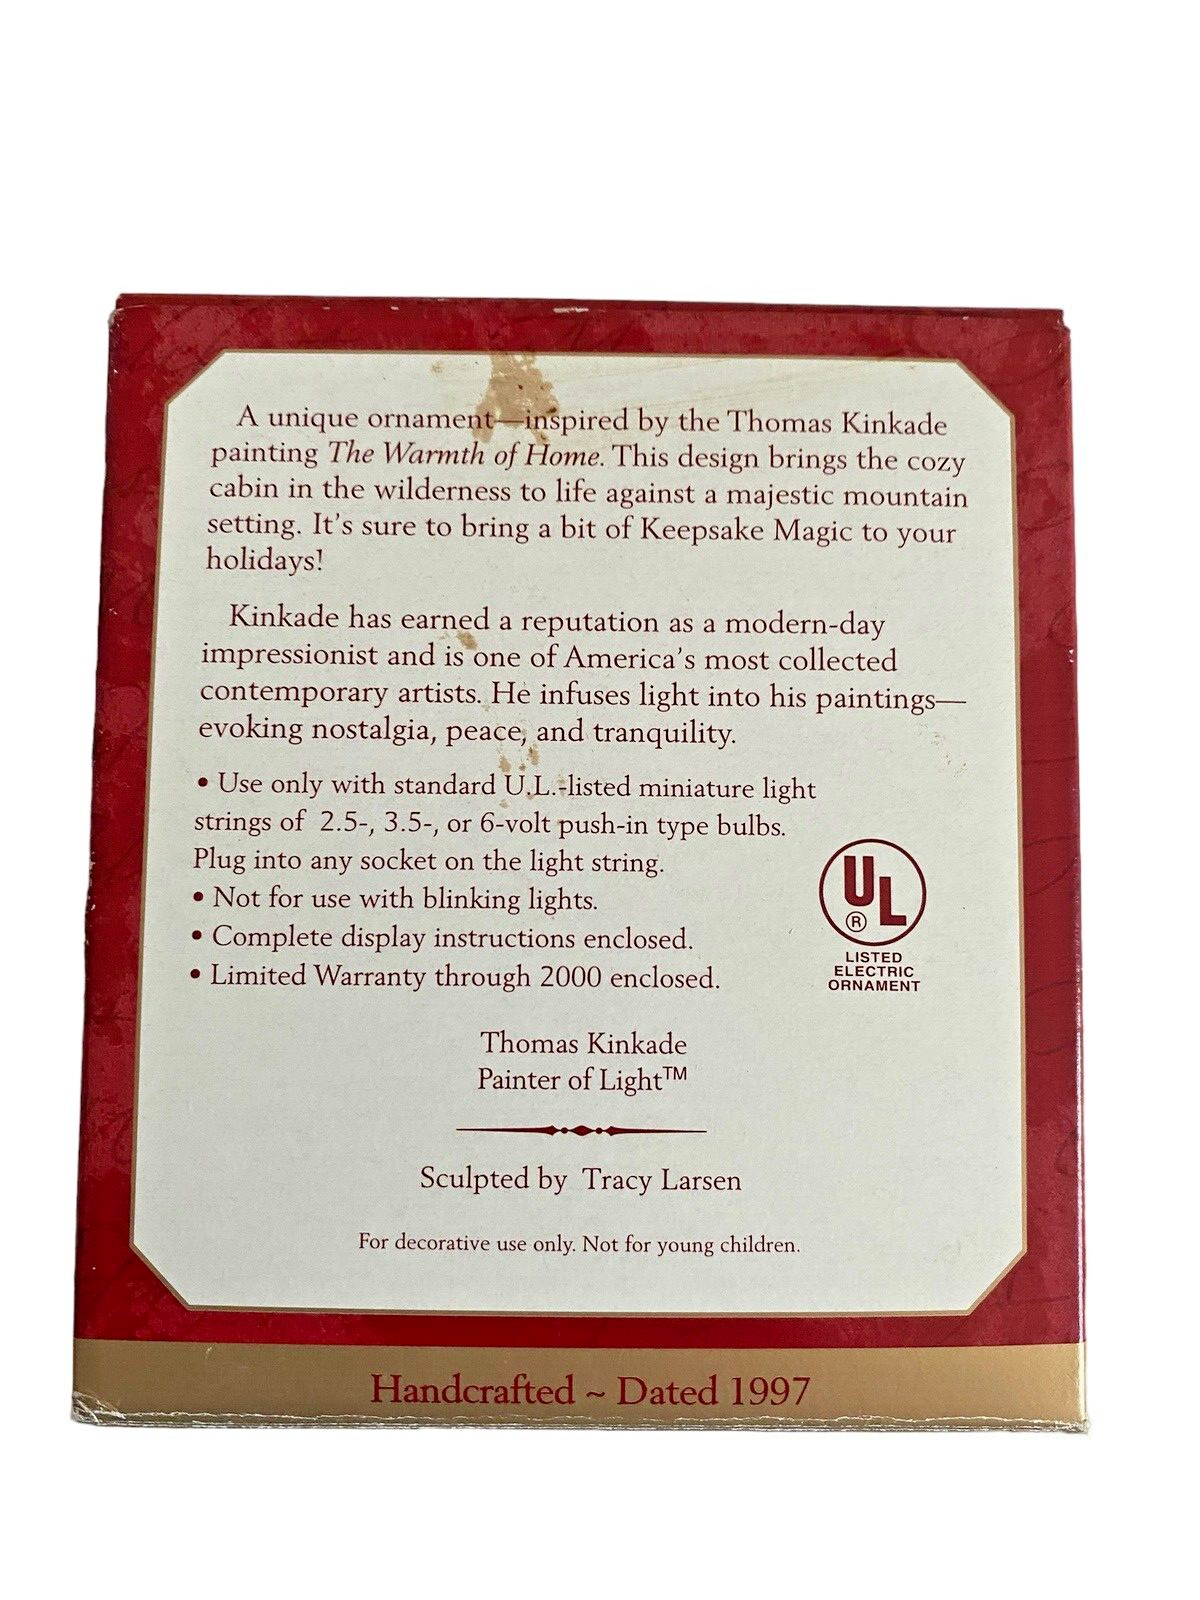 A unique ornament—inspired by the Thomas Kinkade
painting The Warmth of Home. This design brings the cozy
cabin in the wilderness to life against a majestic mountain
setting. It's sure to bring a bit of Keepsake Magic to your
holidays!
Kinkade has earned a reputation as a modern-day
impressionist and is one of America's most collected
contemporary artists. He infuses light into his paintings—
evoking nostalgia, peace, and tranquility.
• Use only with standard U.L.-listed miniature light
strings of 2.5-, 3.5-, or 6-volt push-in type bulbs.
Plug into any socket on the light string.
• Not for use with blinking lights.
• Complete display instructions enclosed.
• Limited Warranty through 2000 enclosed.
UL
®
LISTED
ELECTRIC
ORNAMENT
Thomas Kinkade
Painter of Light™
Sculpted by Tracy Larsen
For decorative use only. Not for young children.
Handcrafted ~ Dated 1997